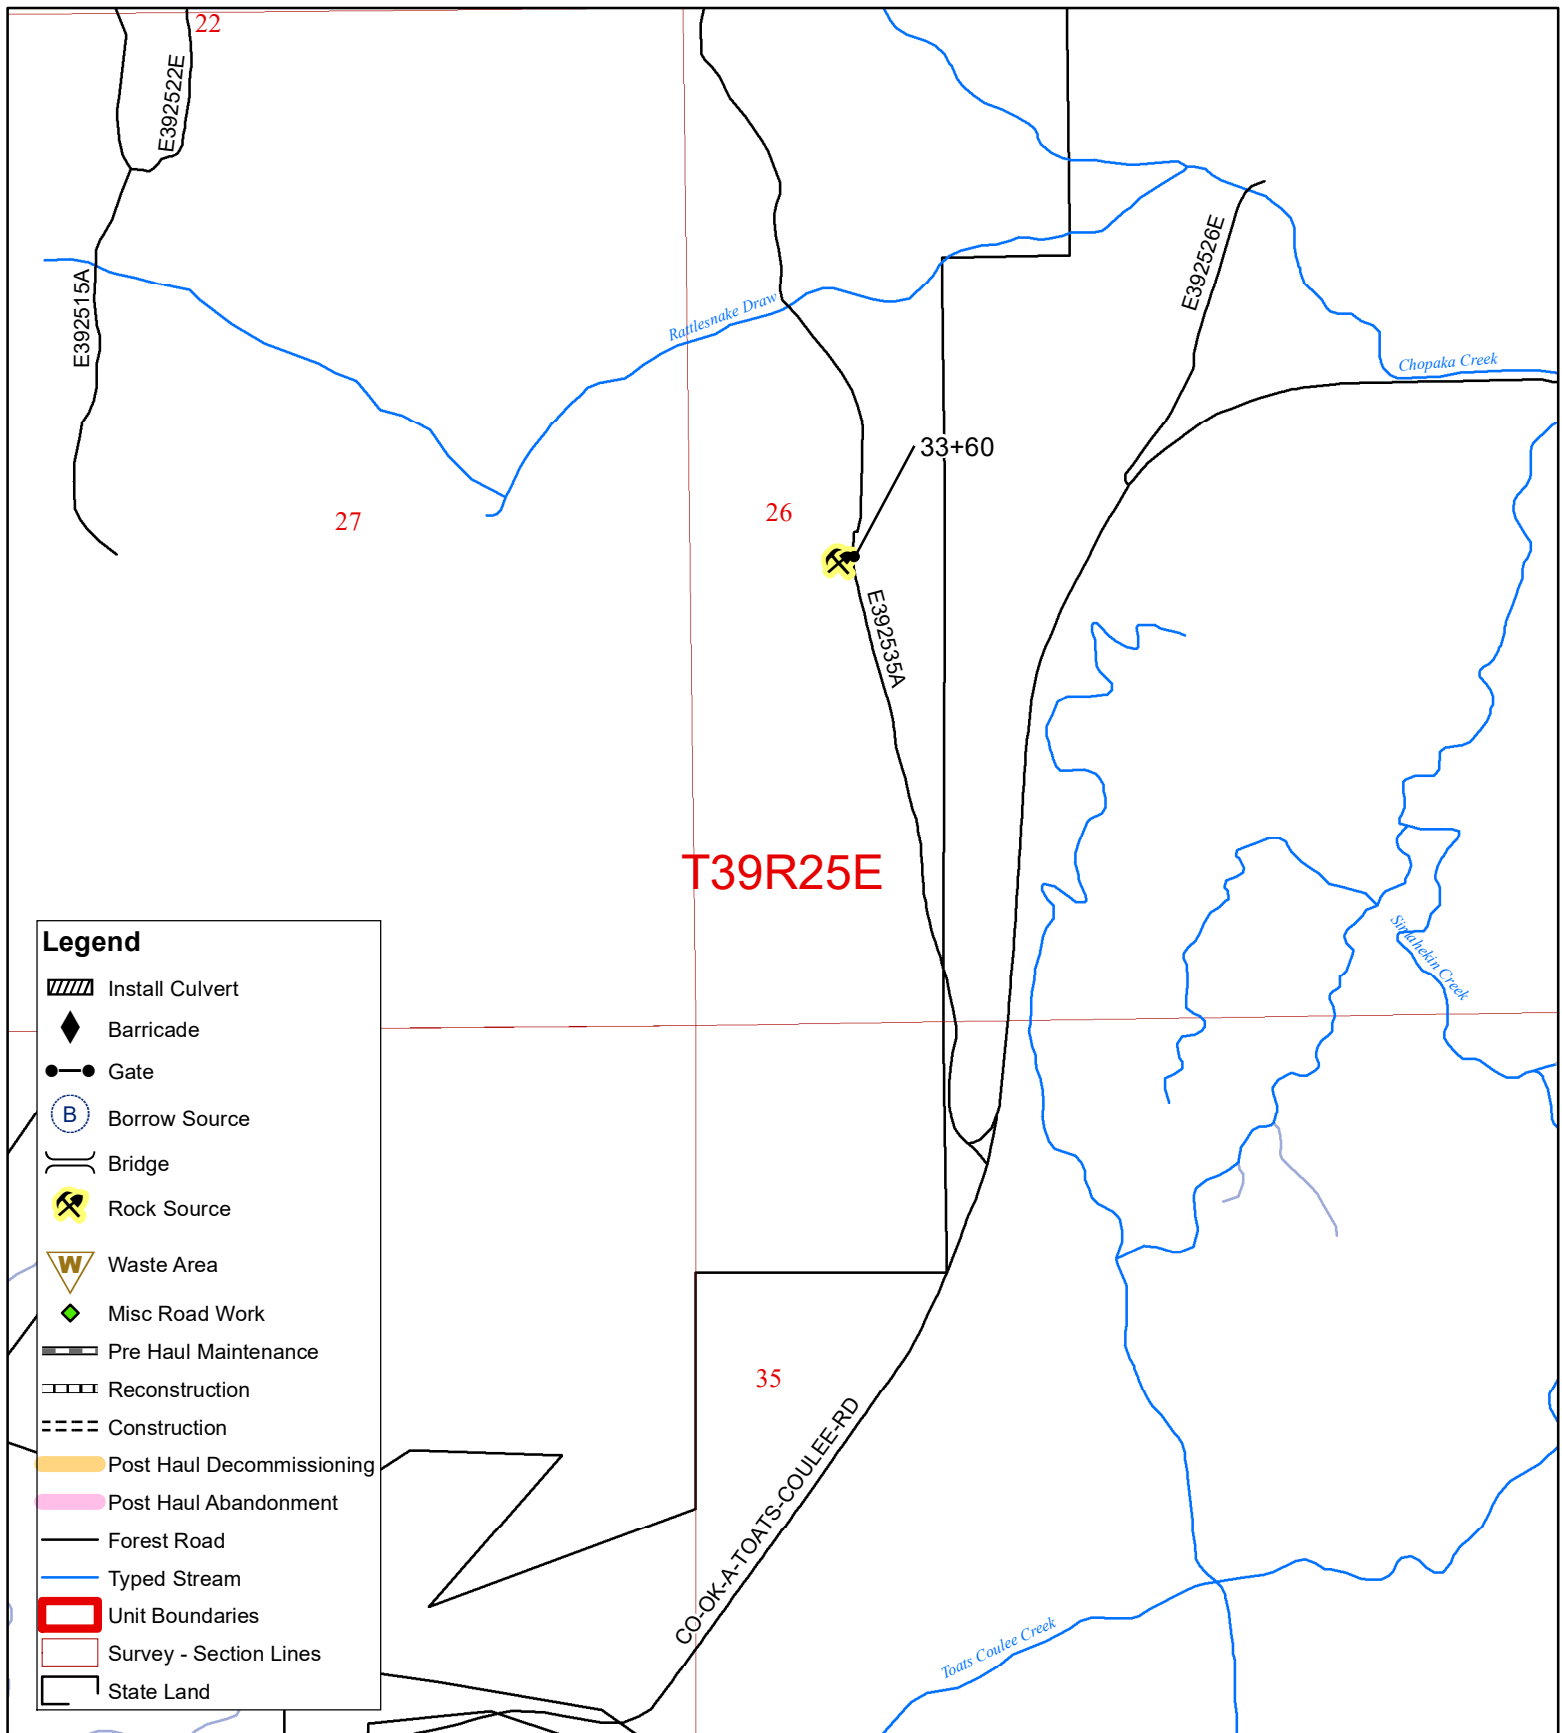 22
E392522E
E392515A
Rattlesnake Draw
E392526E
Chopaka Creek
33+60
26
27
E392535A
T39R25E
Sinlahekin Creek
35
CO-OK-A-TOATS-COULEE-RD
Toats Coulee Creek
Legend
Install Culvert
Barricade
Gate
B
Borrow Source
Bridge
Rock Source
W
Waste Area
Misc Road Work
Pre Haul Maintenance
Reconstruction
Construction
Post Haul Decommissioning
Post Haul Abandonment
Forest Road
Typed Stream
Unit Boundaries
Survey - Section Lines
State Land